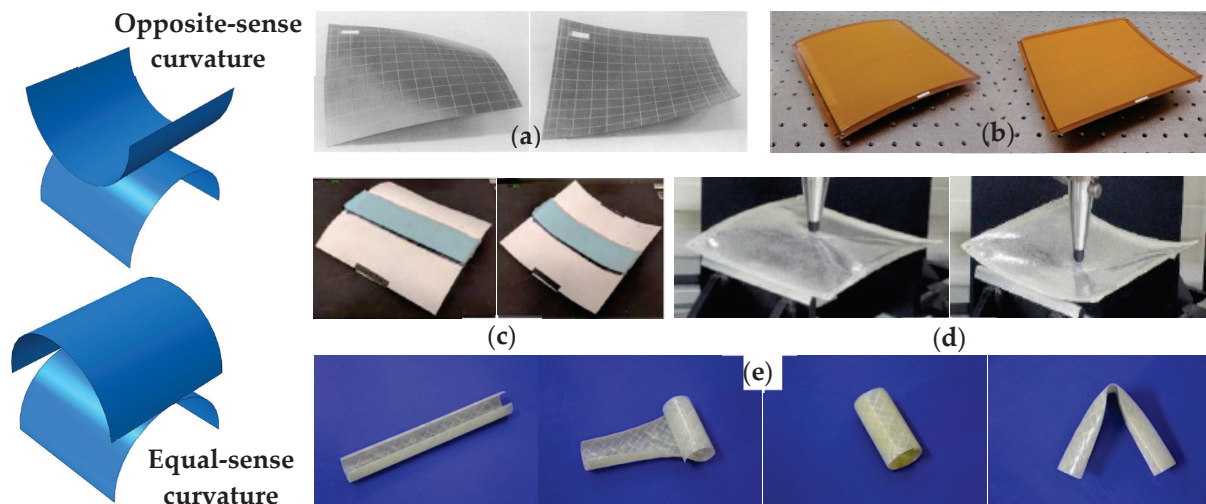 Opposite-sense
curvature
(a)
(b)
(c)
(d)
(e)
Equal-sense
curvature